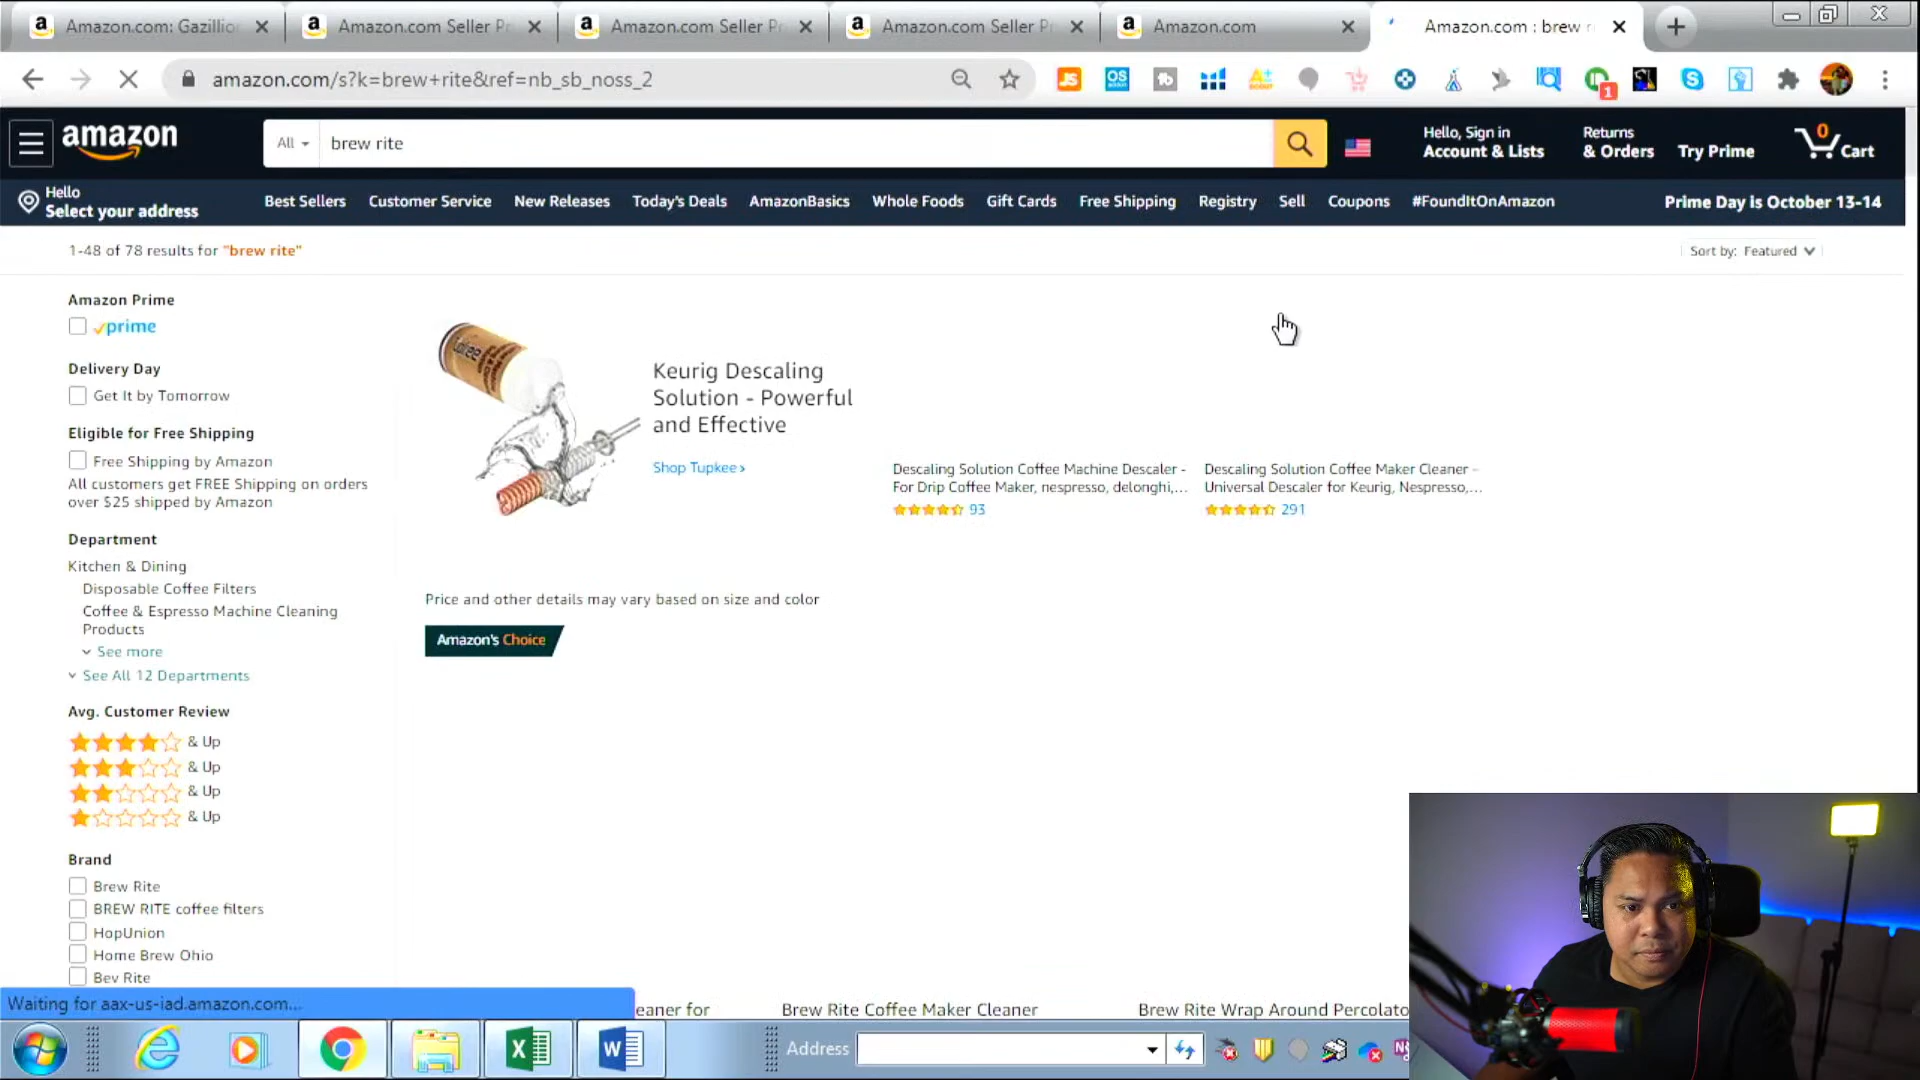 Amazon.com: Gazillio
Amazon.com Seller Pr
Amazon.com Seller Pr
Amazon.com Seller Pr
Amazon.com
Amazon.com : brew r
amazon.com/s?k=brew+rite&ref=nb_sb_noss_2
amazon
All
brew rite
Hello, Sign in
Account & Lists
Returns
& Orders
Try Prime
0
Cart
Hello
Select your address
Best Sellers
Customer Service
New Releases
Today's Deals
AmazonBasics
Whole Foods
Gift Cards
Free Shipping
Registry
Sell
Coupons
#FoundItOnAmazon
Prime Day is October 13-14
1-48 of 78 results for "brew rite"
Sort by: Featured
Amazon Prime
prime
Delivery Day
Get It by Tomorrow
Eligible for Free Shipping
Free Shipping by Amazon
All customers get FREE Shipping on orders
over $25 shipped by Amazon
Department
Kitchen & Dining
Disposable Coffee Filters
Coffee & Espresso Machine Cleaning
Products
See more
See All 12 Departments
Avg. Customer Review
& Up
& Up
& Up
& Up
Brand
Brew Rite
BREW RITE coffee filters
HopUnion
Home Brew Ohio
Bev Rite
Keurig Descaling
Solution - Powerful
and Effective
Shop Tupkee ›
Descaling Solution Coffee Machine Descaler -
For Drip Coffee Maker, nespresso, delonghi,...
93
Descaling Solution Coffee Maker Cleaner -
Universal Descaler for Keurig, Nespresso,...
291
Price and other details may vary based on size and color
Amazon's Choice
eaner for
Brew Rite Coffee Maker Cleaner
Brew Rite Wrap Around Percolato
Waiting for aax-us-iad.amazon.com...
Address